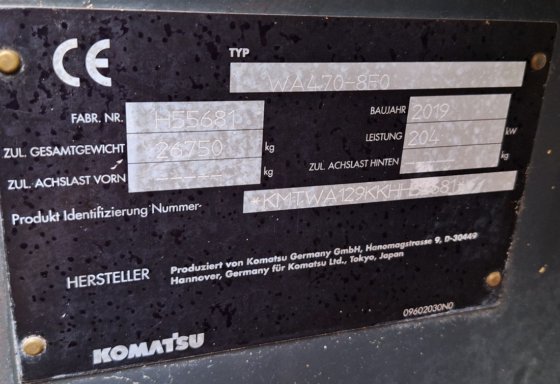 CE
TYP
WA470-8E0
FABR. NR. H55681
BAUJAHR 2019
ZUL. GESAMTGEWICHT 26750 kg
LEISTUNG 204 kW
ZUL. ACHSLAST VORN ----- kg
ZUL. ACHSLAST HINTEN ----- kg
Produkt Identifizierung Nummer
HERSTELLER
Produziert von Komatsu Germany GmbH, Hanomagstrasse 9, D-30449
Hannover, Germany für Komatsu Ltd., Tokyo, Japan
09602030N0
KOMATSU